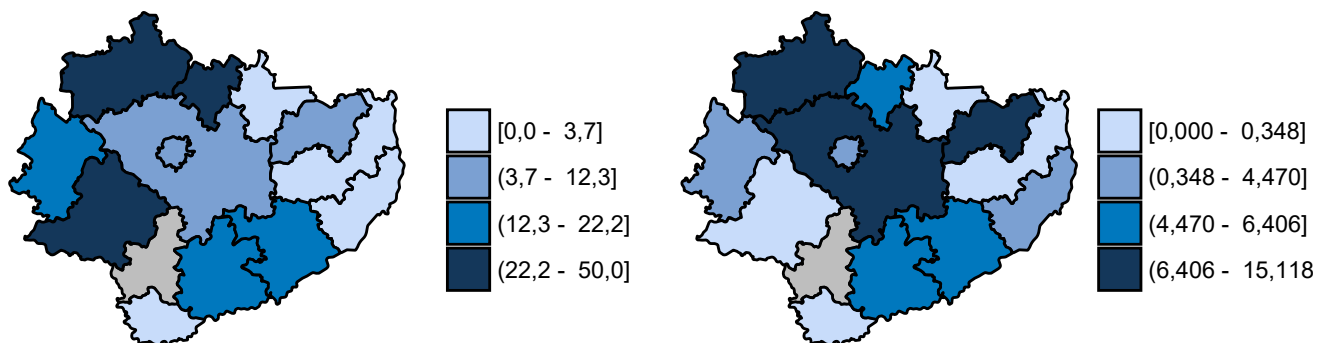 [0,0 - 3,7]
(3,7 - 12,3]
(12,3 - 22,2]
(22,2 - 50,0]
[0,000 - 0,348]
(0,348 - 4,470]
(4,470 - 6,406]
(6,406 - 15,118